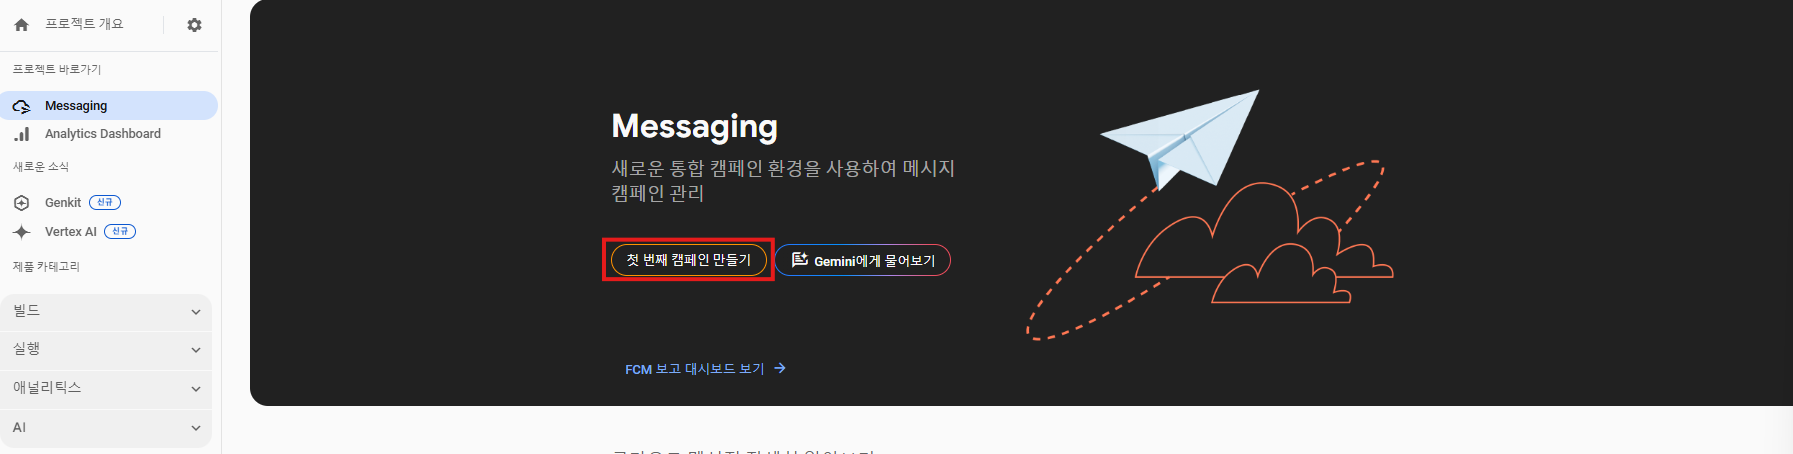 프로젝트 개요
프로젝트 바로가기
Messaging
Analytics Dashboard
새로운 소식
Genkit 신규
Vertex AI 신규
제품 카테고리
빌드
실행
애널리틱스
AI
Messaging
새로운 통합 캠페인 환경을 사용하여 메시지
캠페인 관리
첫 번째 캠페인 만들기
Gemini에게 물어보기
FCM 보고 대시보드 보기